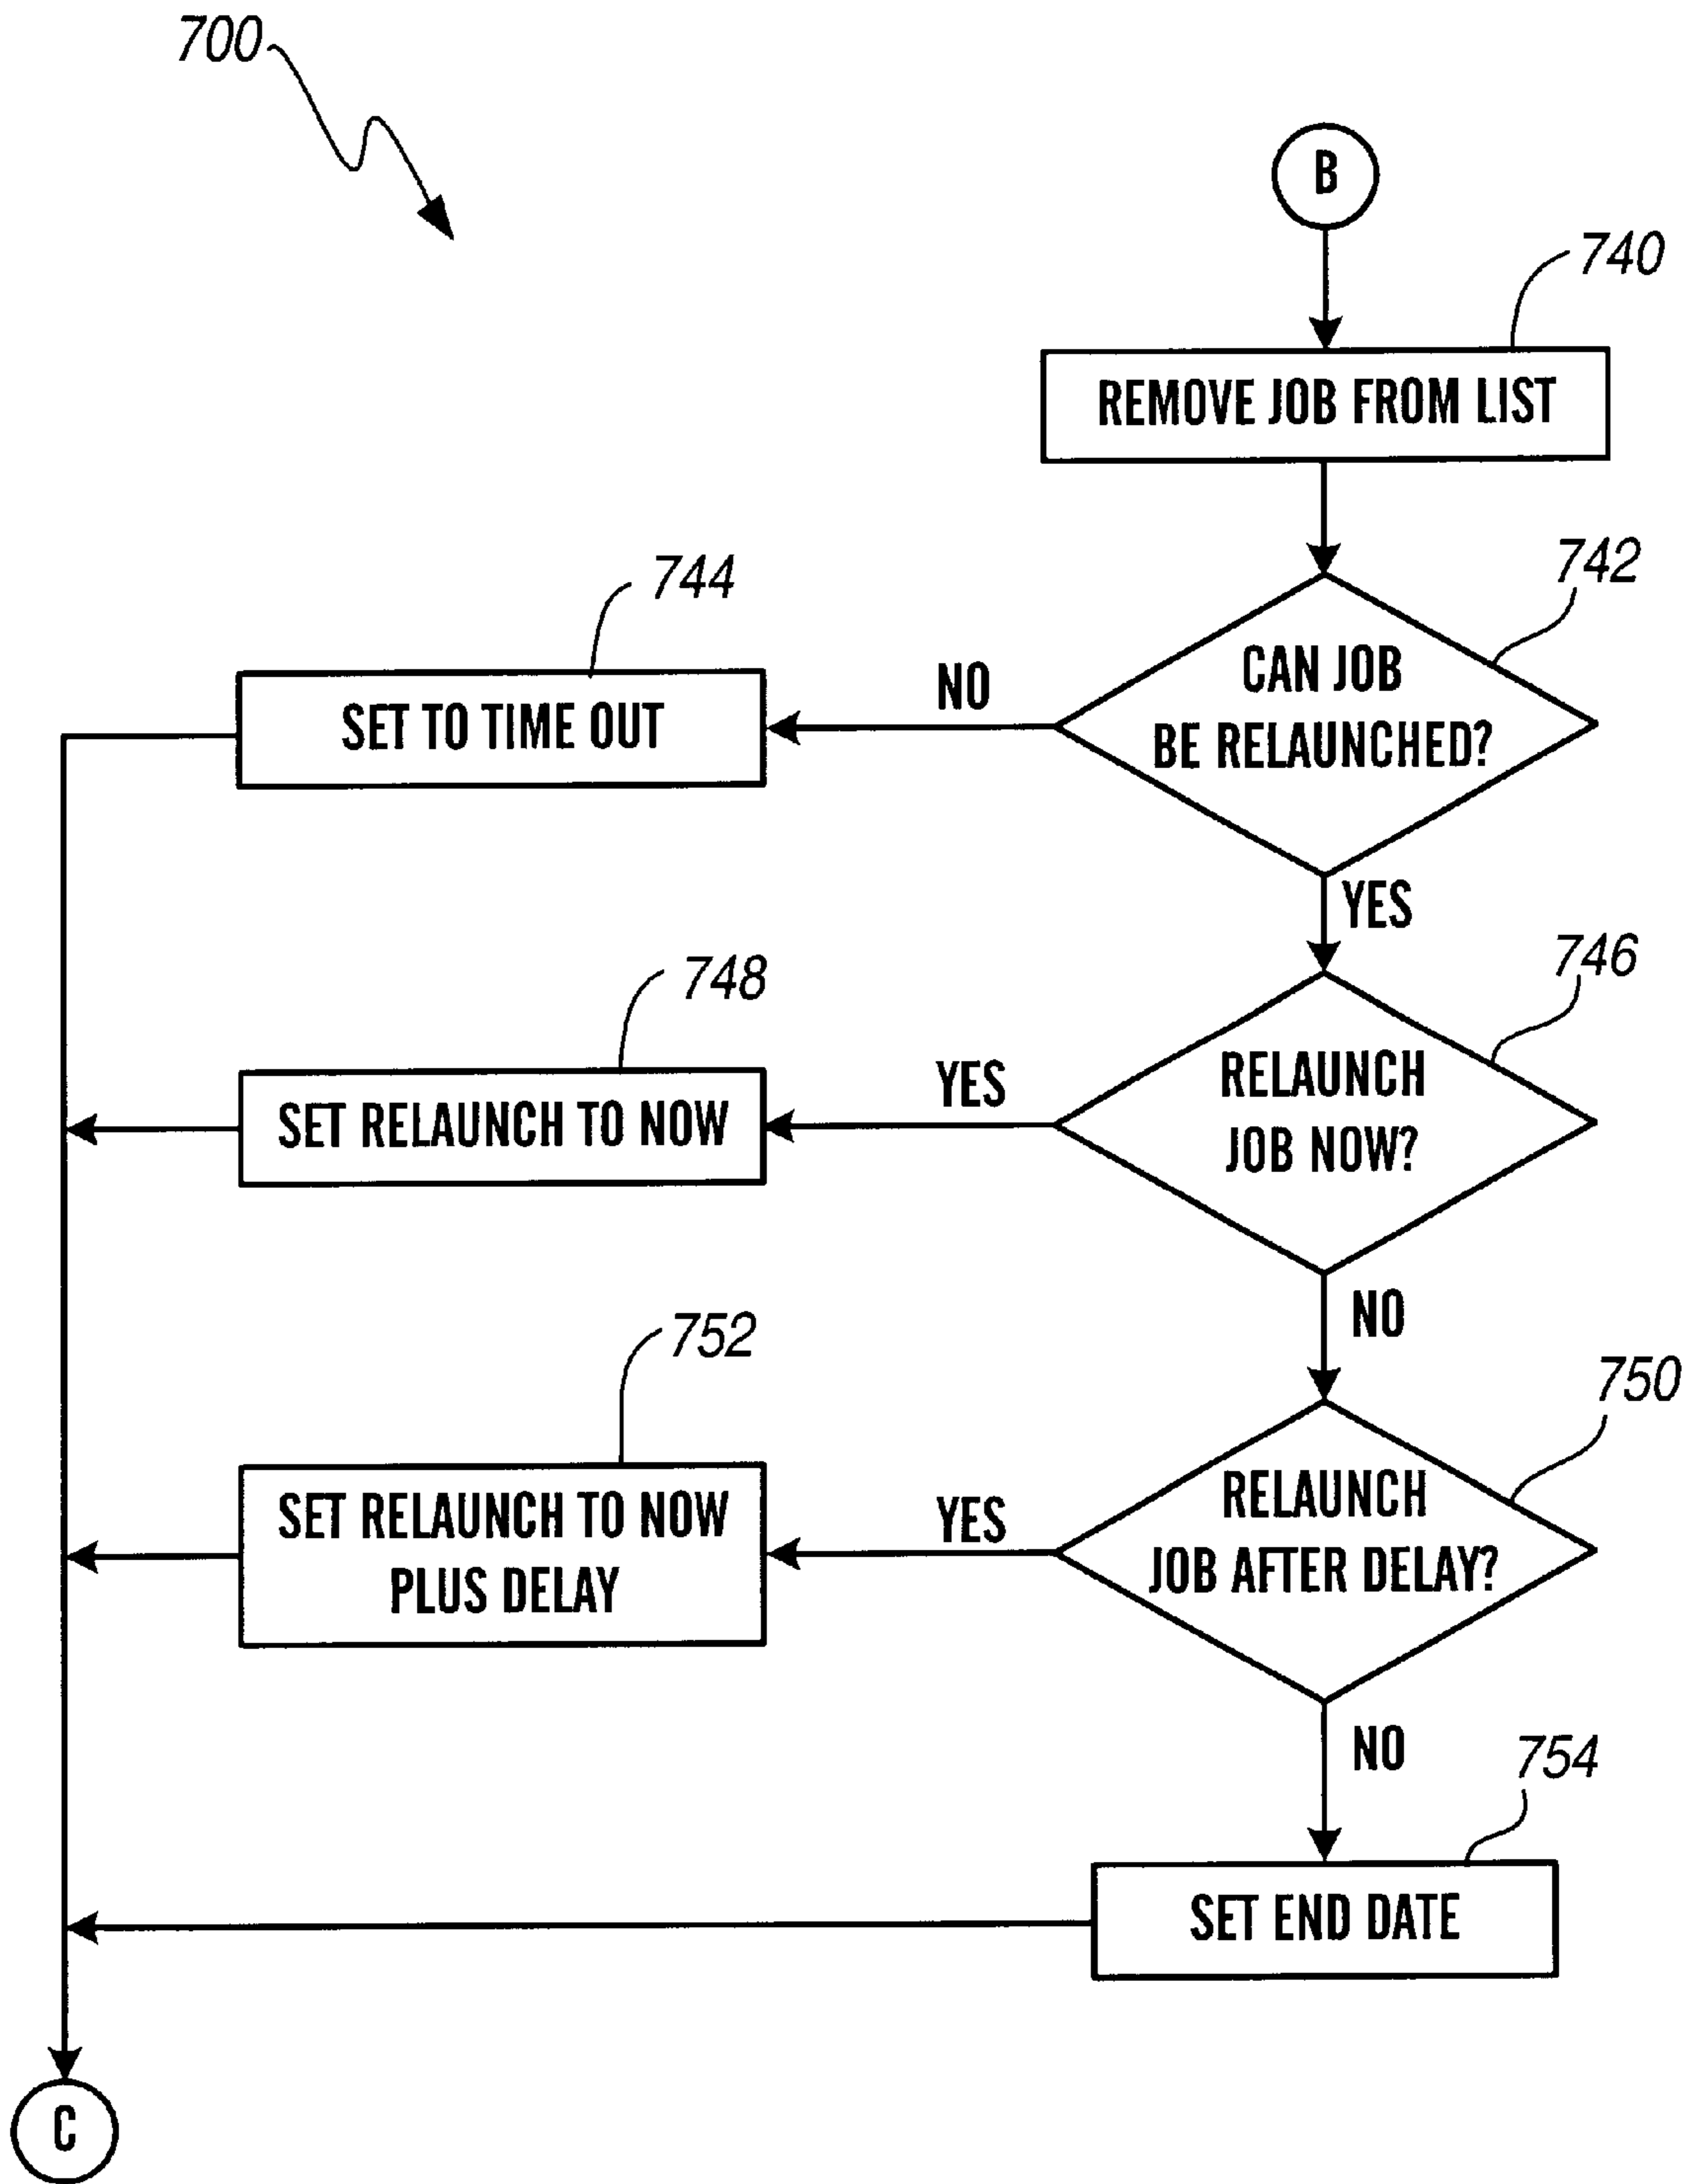 700
B
740
REMOVE JOB FROM LIST
742
744
CAN JOB
BE RELAUNCHED?
NO
SET TO TIME OUT
YES
746
748
RELAUNCH
JOB NOW?
YES
SET RELAUNCH TO NOW
NO
750
752
RELAUNCH
JOB AFTER DELAY?
YES
SET RELAUNCH TO NOW
PLUS DELAY
NO
754
SET END DATE
C